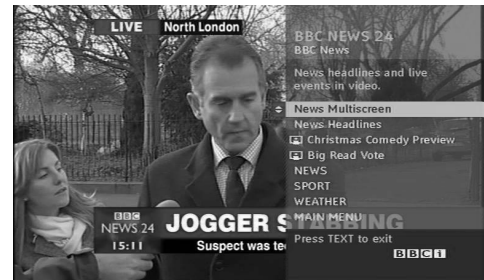 LIVE
North London
BBC NEWS 24
BBC News
News headlines and live
events in video.
News Multiscreen
News Headlines
Christmas Comedy Preview
Big Read Vote
NEWS
SPORT
WEATHER
MAIN MENU
Press TEXT to exit
BBC 1
BBC
NEWS 24
15:11
JOGGER STABBING
Suspect was